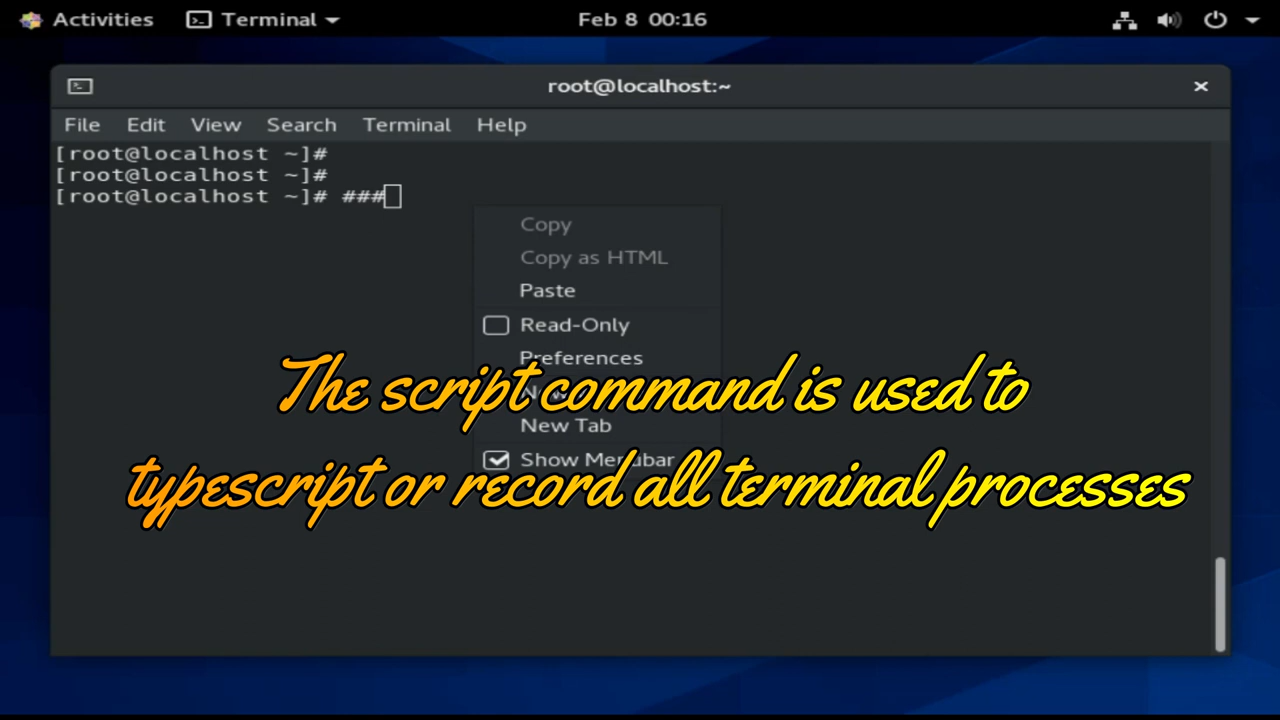 Activities Terminal Feb 8 00:16
root@localhost:~
File Edit View Search Terminal Help
[root@localhost ~]#
[root@localhost ~]#
[root@localhost ~]# ###
Copy
Copy as HTML
Paste
Read-Only
Preferences
The script command is used to
New Tab
Show Menubar
typescript or record all terminal processes